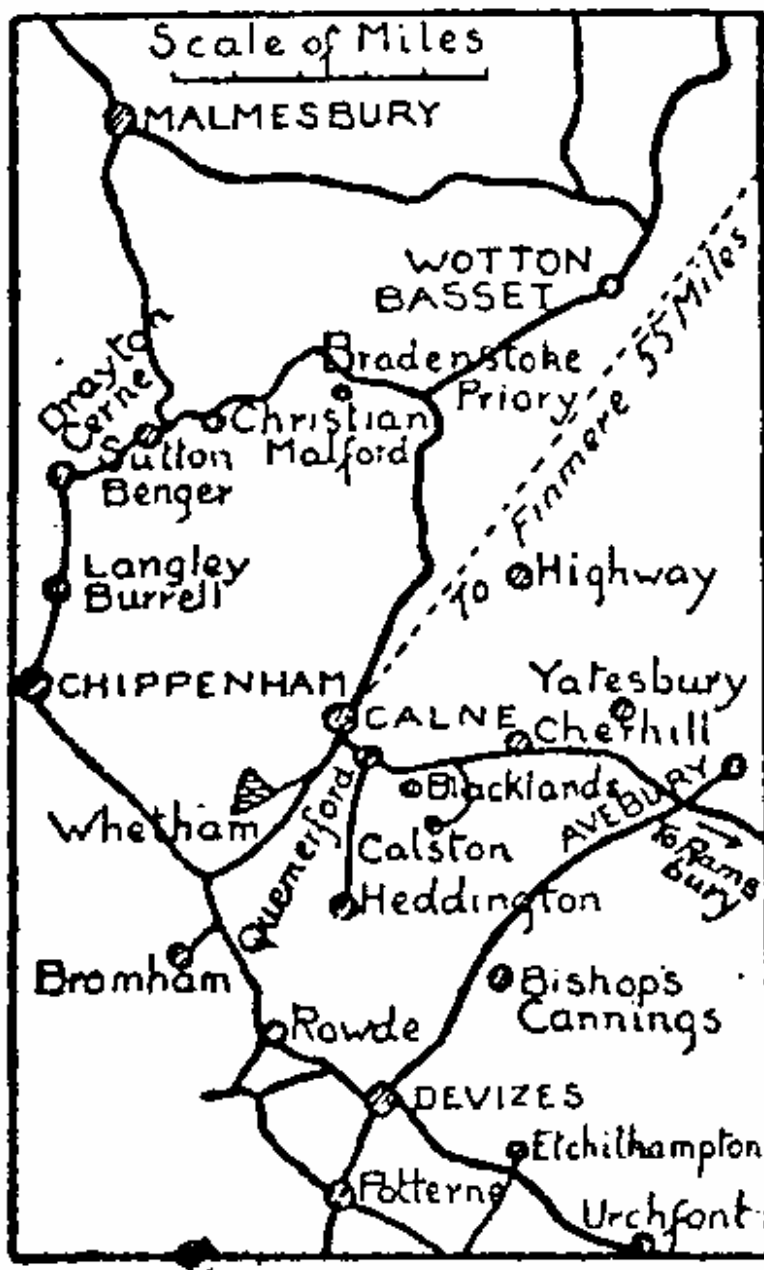 Scale of Miles
MALMESBURY
WOTTON
BASSET
Drayton
Cerne
Bradenstoke
Priory
Christian
Malford
Sutton
Benger
To Finmere 55 Miles
Langley
Burrell
Highway
CHIPPENHAM
CALNE
Yatesbury
Cherhill
Whetham
Quemerford
Blacklands
AVEBURY
Calston
To Rams
bury
Heddington
Bromham
Bishop's
Cannings
Rowde
DEVIZES
Etchilhampton
Potterne
Urchfont